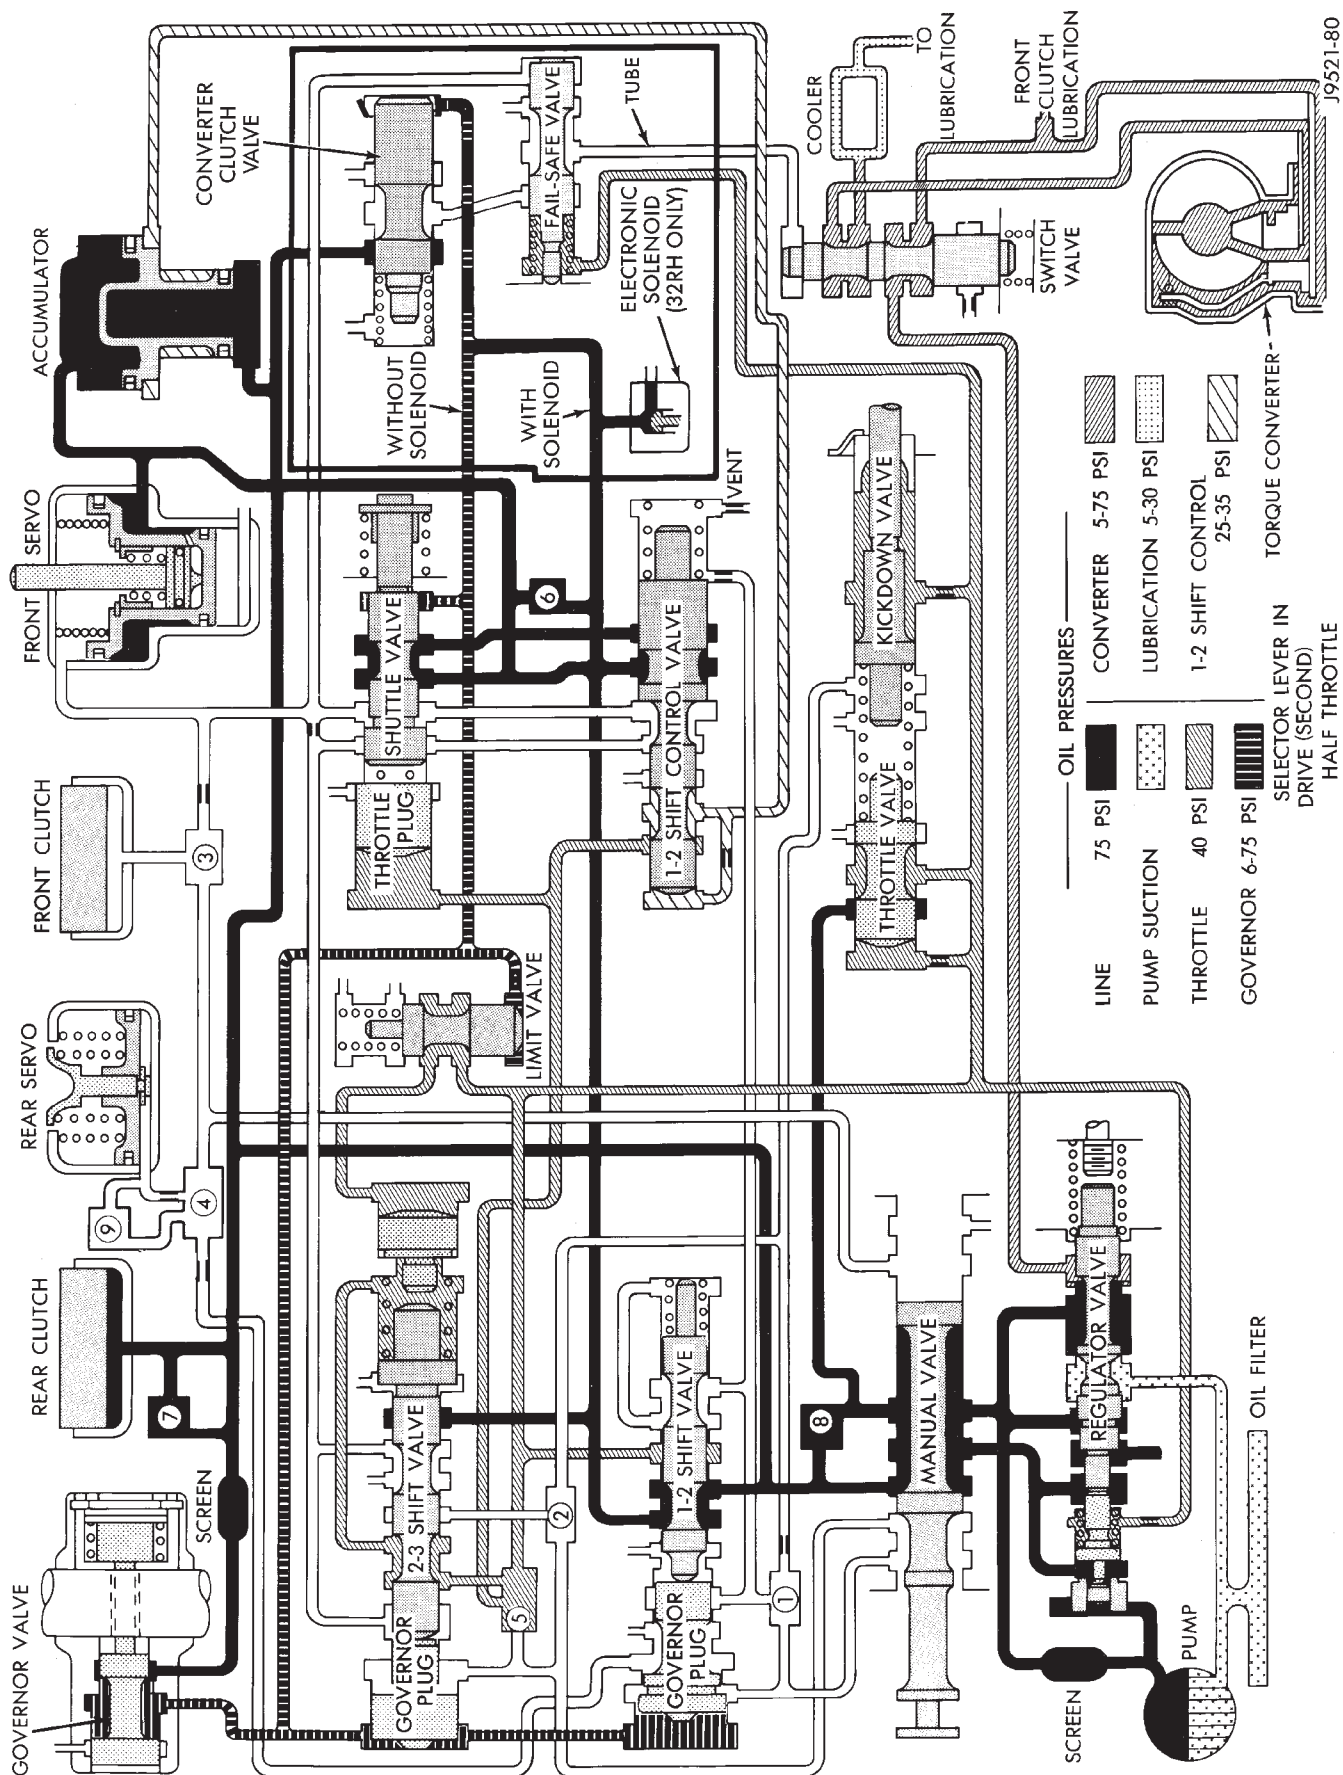 GOVERNOR VALVE
SCREEN
REAR CLUTCH
7
9
4
REAR SERVO
FRONT CLUTCH
3
FRONT SERVO
ACCUMULATOR
CONVERTER
CLUTCH
VALVE
GOVERNOR
PLUG
2-3 SHIFT VALVE
5
2
LIMIT VALVE
THROTTLE
PLUG
SHUTTLE VALVE
6
WITHOUT
SOLENOID
WITH
SOLENOID
ELECTRONIC
SOLENOID
(32RH ONLY)
FAIL-SAFE VALVE
TUBE
GOVERNOR
PLUG
1-2 SHIFT VALVE
1
8
1-2 SHIFT CONTROL VALVE
VENT
MANUAL VALVE
THROTTLE VALVE
KICKDOWN VALVE
COOLER
TO
LUBRICATION
FRONT
CLUTCH
LUBRICATION
SWITCH
VALVE
SCREEN
PUMP
REGULATOR VALVE
OIL FILTER
OIL PRESSURES
LINE 75 PSI
PUMP SUCTION
THROTTLE 40 PSI
GOVERNOR 6-75 PSI
CONVERTER 5-75 PSI
LUBRICATION 5-30 PSI
1-2 SHIFT CONTROL
25-35 PSI
SELECTOR LEVER IN
DRIVE (SECOND)
HALF THROTTLE
TORQUE CONVERTER
J9521-80